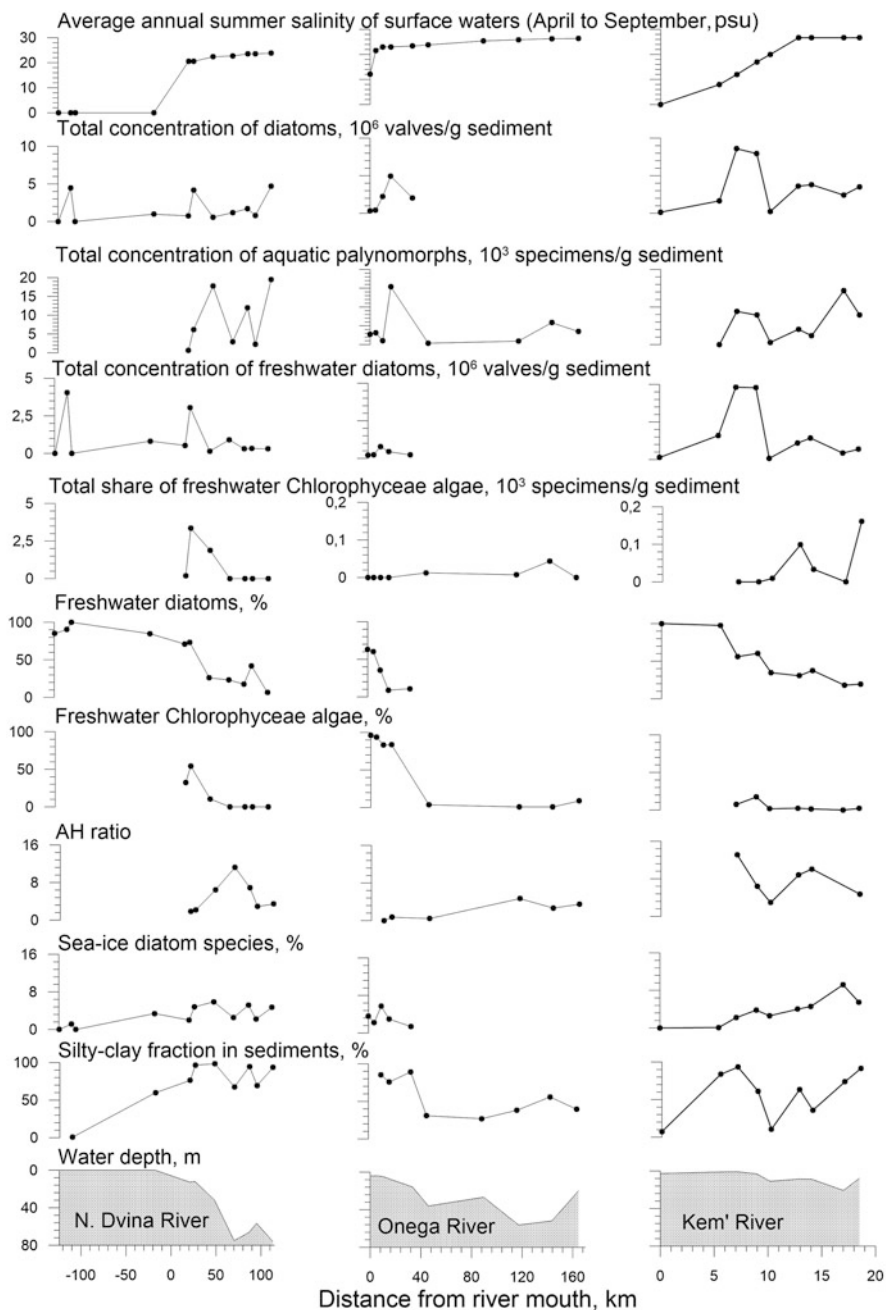 Average annual summer salinity of surface waters (April to September, psu)
30
20
10
0
Total concentration of diatoms, 10⁶ valves/g sediment
10
5
0
Total concentration of aquatic palynomorphs, 10³ specimens/g sediment
20
15
10
5
0
Total concentration of freshwater diatoms, 10⁶ valves/g sediment
5
2,5
0
Total share of freshwater Chlorophyceae algae, 10³ specimens/g sediment
5 0,2 0,2
2,5 0,1 0,1
0 0 0
Freshwater diatoms, %
100
50
0
Freshwater Chlorophyceae algae, %
100
50
0
AH ratio
16
8
0
Sea-ice diatom species, %
16
8
0
Silty-clay fraction in sediments, %
100
50
0
Water depth, m
0
40
80
N. Dvina River Onega River Kem' River
-100 -50 0 50 100 0 40 80 120 160 0 5 10 15 20
Distance from river mouth, km